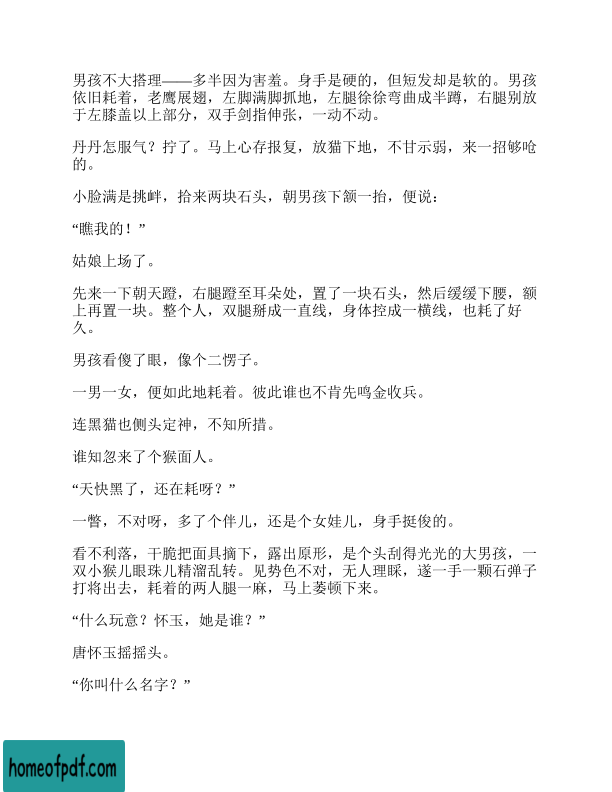 男孩不大搭理——多半因为害羞。身手是硬的，但短发却是软的。男孩
依旧耗着，老鹰展翅，左脚满脚抓地，左腿徐徐弯曲成半蹲，右腿别放
于左膝盖以上部分，双手剑指伸张，一动不动。
丹丹怎服气？拧了。马上心存报复，放猫下地，不甘示弱，来一招够呛
的。
小脸满是挑衅，拾来两块石头，朝男孩下颔一抬，便说：
“瞧我的！”
姑娘上场了。
先来一下朝天蹬，右腿蹬至耳朵处，置了一块石头，然后缓缓下腰，额
上再置一块。整个人，双腿掰成一直线，身体控成一横线，也耗了好
久。
男孩看傻了眼，像个二愣子。
一男一女，便如此地耗着。彼此谁也不肯先鸣金收兵。
连黑猫也侧头定神，不知所措。
谁知忽来了个猴面人。
“天快黑了，还在耗呀？”
一瞥，不对呀，多了个伴儿，还是个女娃儿，身手挺俊的。
看不利落，干脆把面具摘下，露出原形，是个头刮得光光的大男孩，一
双小猴儿眼珠儿精溜乱转。见势色不对，无人理睬，遂一手一颗石弹子
打将出去，耗着的两人腿一麻，马上萎顿下来。
“什么玩意？怀玉，她是谁？”
唐怀玉摇摇头。
“你叫什么名字？”
homeofpdf.com